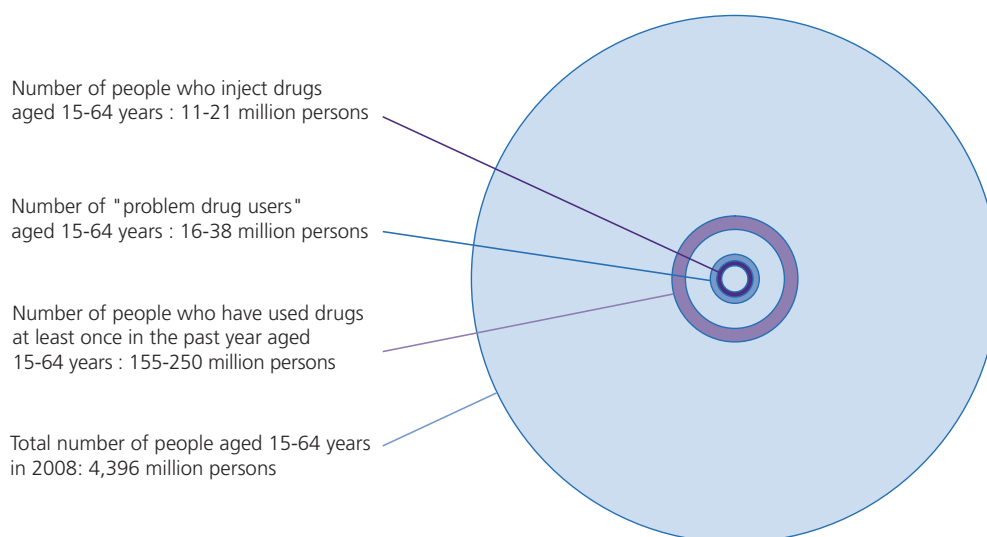 Number of people who inject drugs
aged 15-64 years : 11-21 million persons
Number of "problem drug users"
aged 15-64 years : 16-38 million persons
Number of people who have used drugs
at least once in the past year aged
15-64 years : 155-250 million persons
Total number of people aged 15-64 years
in 2008: 4,396 million persons